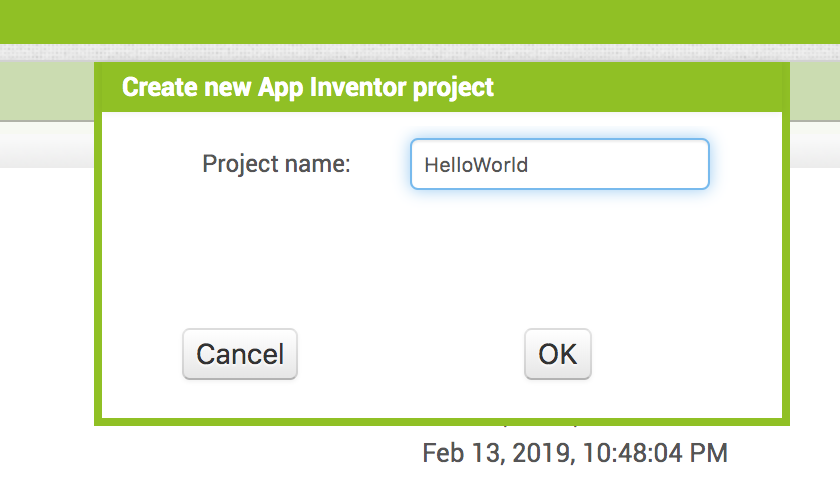 Create new App Inventor project
Project name:
HelloWorld
Cancel
OK
Feb 13, 2019, 10:48:04 PM